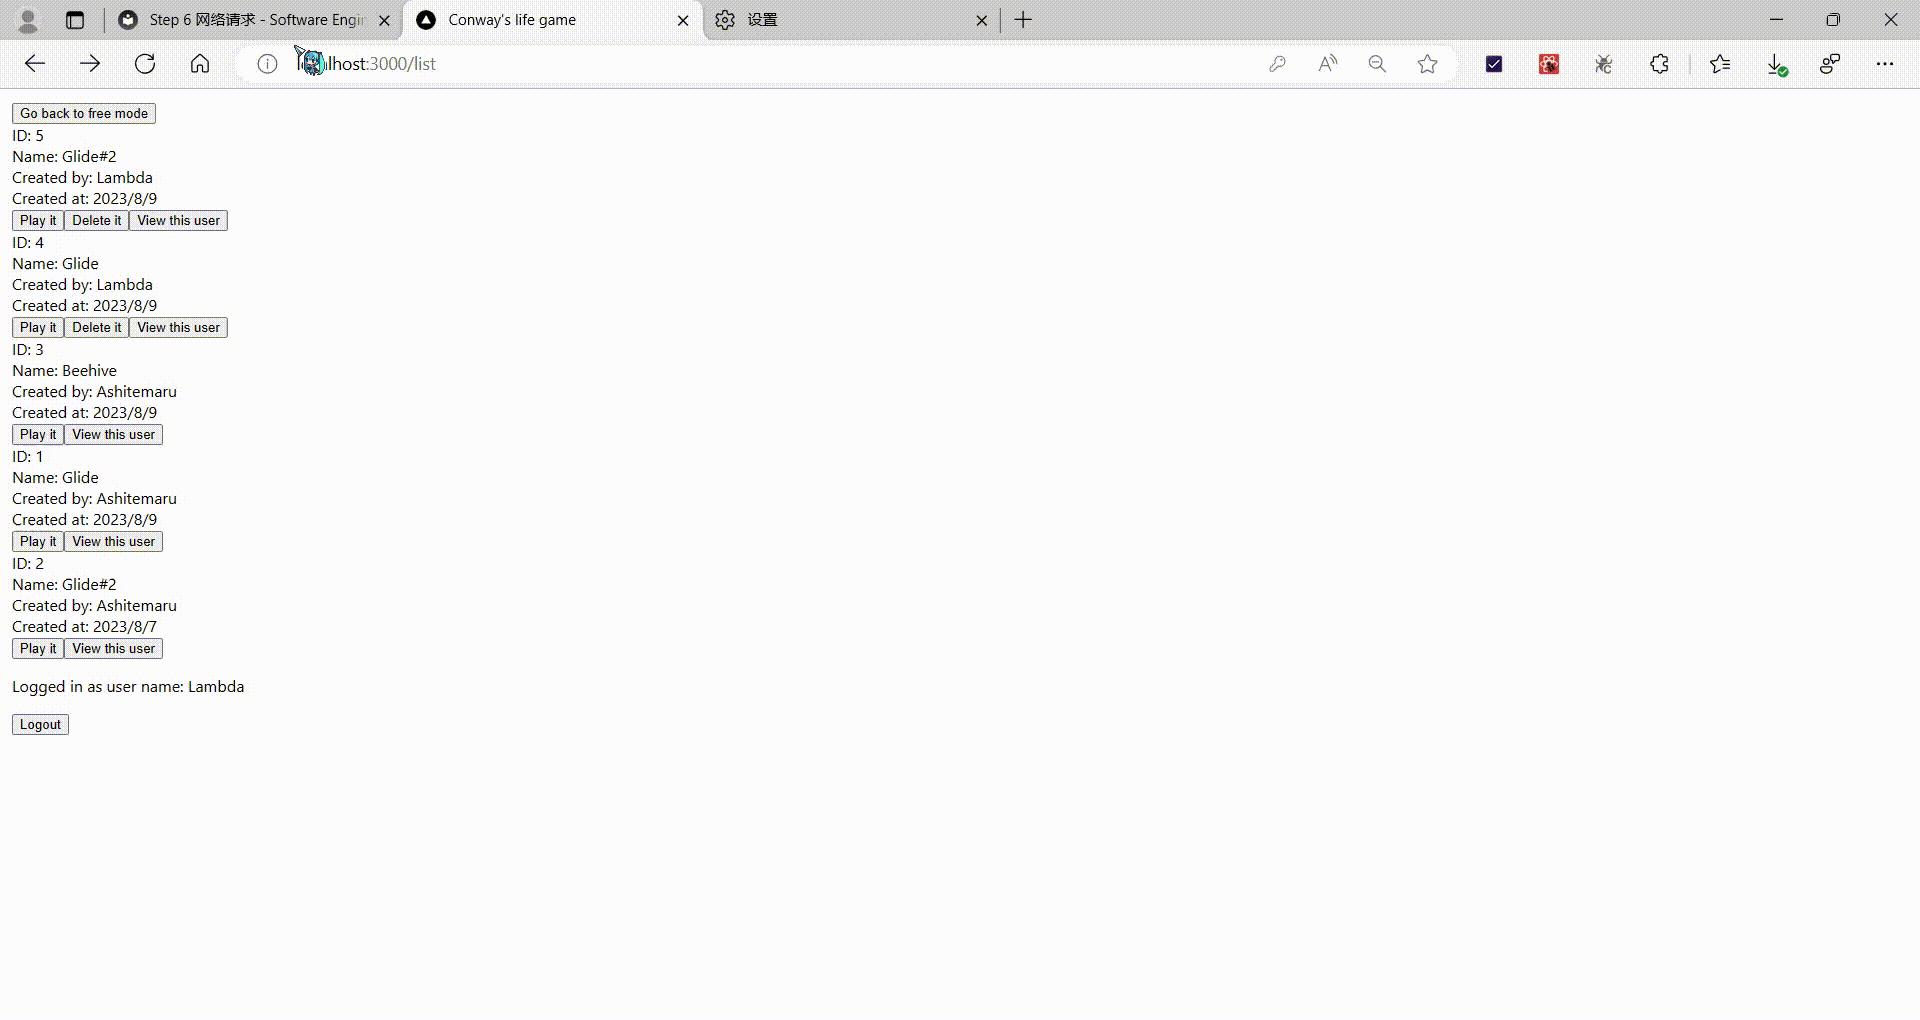 Step 6 网络请求 - Software Engin
Conway's life game
设置
lhost:3000/list
Go back to free mode
ID: 5
Name: Glide#2
Created by: Lambda
Created at: 2023/8/9
Play it Delete it View this user
ID: 4
Name: Glide
Created by: Lambda
Created at: 2023/8/9
Play it Delete it View this user
ID: 3
Name: Beehive
Created by: Ashitemaru
Created at: 2023/8/9
Play it View this user
ID: 1
Name: Glide
Created by: Ashitemaru
Created at: 2023/8/9
Play it View this user
ID: 2
Name: Glide#2
Created by: Ashitemaru
Created at: 2023/8/7
Play it View this user
Logged in as user name: Lambda
Logout